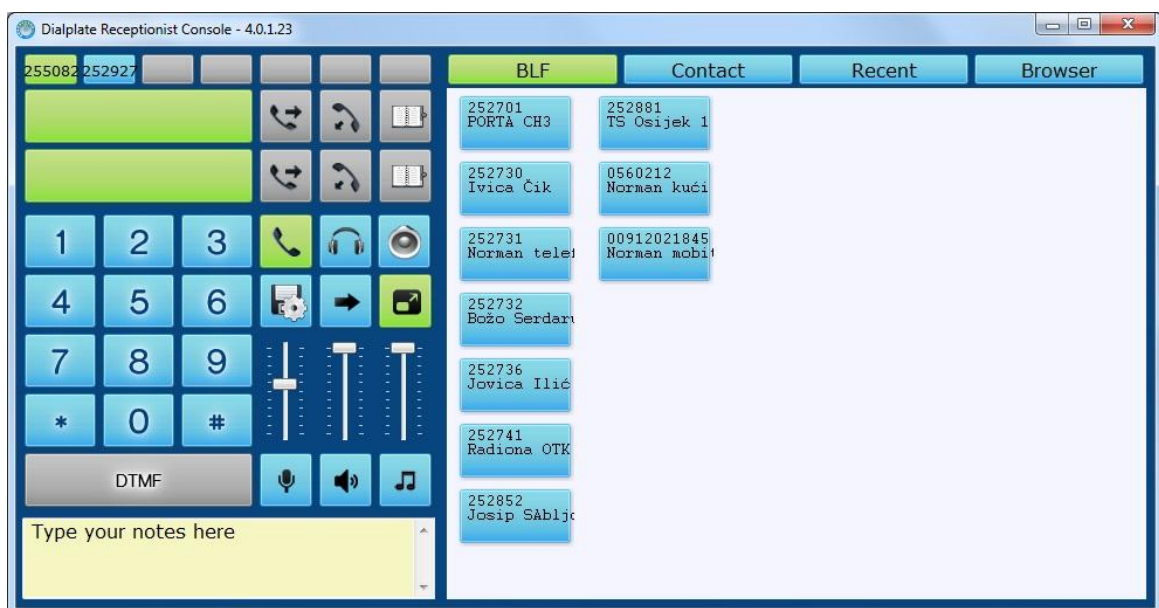 Dialplate Receptionist Console - 4.0.1.23
255082 252927
BLF Contact Recent Browser
252701
PORTA CH3
252881
TS Osijek 1
252730
Ivica Čik
0560212
Norman kući
252731
Norman telef
00912021845
Norman mobit
252732
Božo Serdaru
252736
Jovica Ilić
252741
Radiona OTK
252852
Josip SAbljo
1 2 3
4 5 6
7 8 9
* 0 #
DTMF
Type your notes here